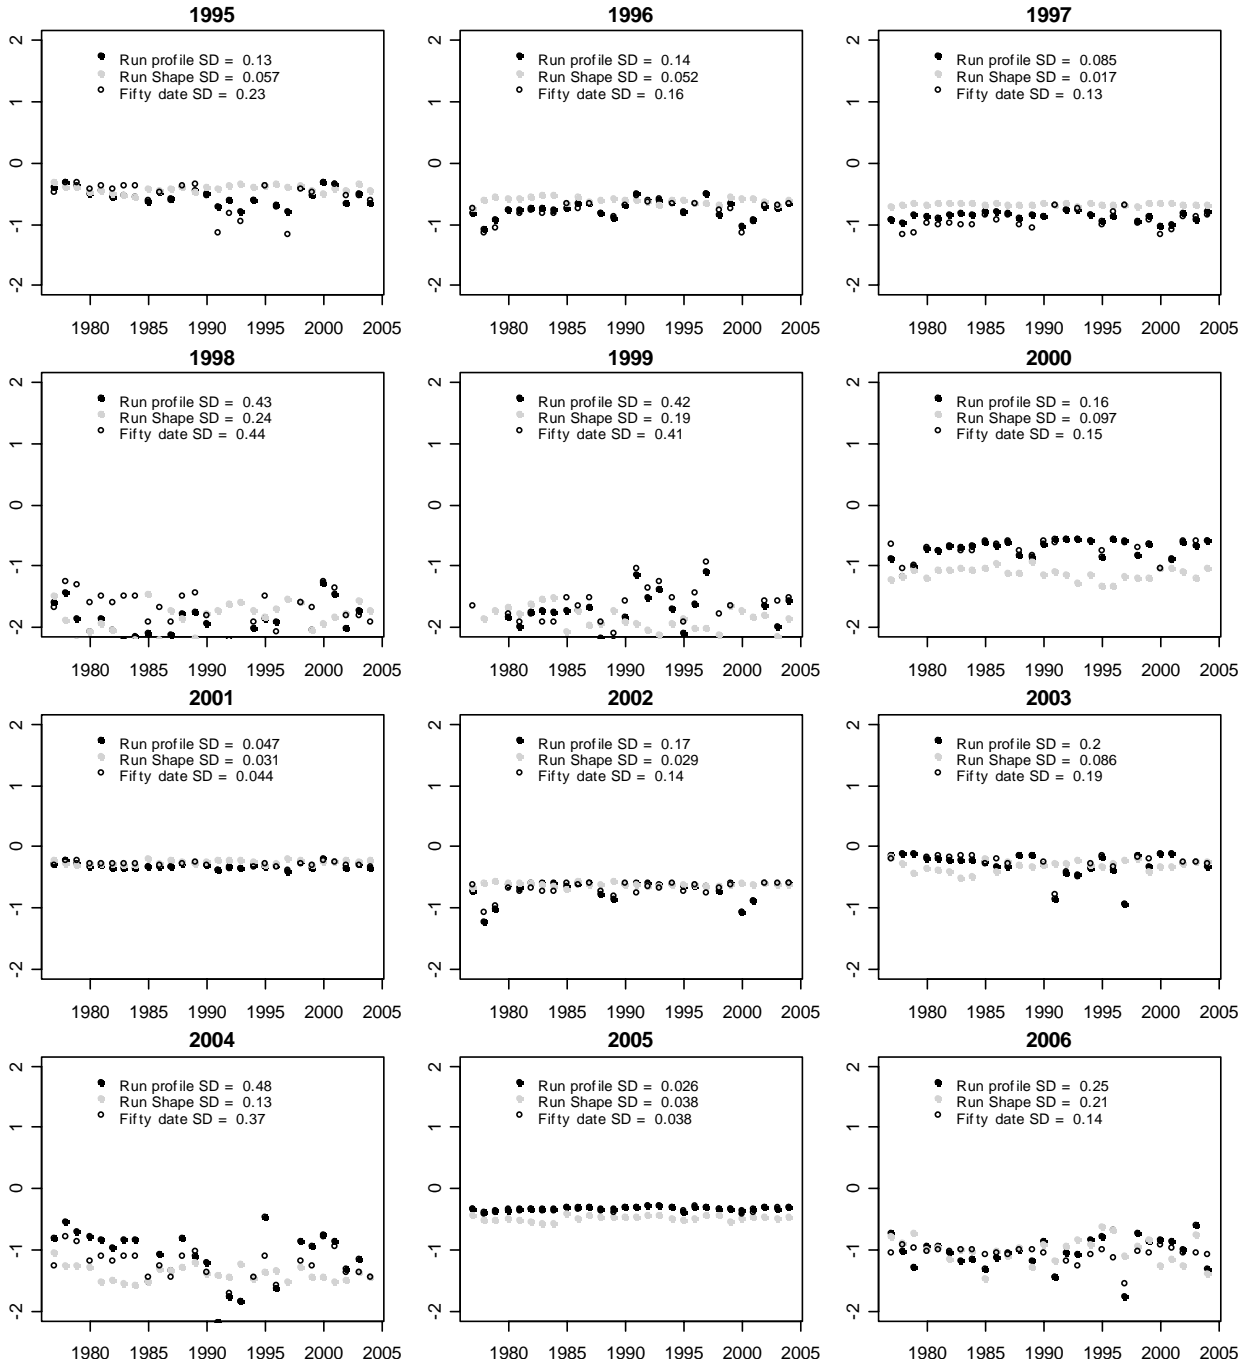 1995
2
1
0
-1
-2
Run profile SD = 0.13
Run Shape SD = 0.057
Fifty date SD = 0.23
1980 1985 1990 1995 2000 2005
1996
2
1
0
-1
-2
Run profile SD = 0.14
Run Shape SD = 0.052
Fifty date SD = 0.16
1980 1985 1990 1995 2000 2005
1997
2
1
0
-1
-2
Run profile SD = 0.085
Run Shape SD = 0.017
Fifty date SD = 0.13
1980 1985 1990 1995 2000 2005
1998
2
1
0
-1
-2
Run profile SD = 0.43
Run Shape SD = 0.24
Fifty date SD = 0.44
1980 1985 1990 1995 2000 2005
1999
2
1
0
-1
-2
Run profile SD = 0.42
Run Shape SD = 0.19
Fifty date SD = 0.41
1980 1985 1990 1995 2000 2005
2000
2
1
0
-1
-2
Run profile SD = 0.16
Run Shape SD = 0.097
Fifty date SD = 0.15
1980 1985 1990 1995 2000 2005
2001
2
1
0
-1
-2
Run profile SD = 0.047
Run Shape SD = 0.031
Fifty date SD = 0.044
1980 1985 1990 1995 2000 2005
2002
2
1
0
-1
-2
Run profile SD = 0.17
Run Shape SD = 0.029
Fifty date SD = 0.14
1980 1985 1990 1995 2000 2005
2003
2
1
0
-1
-2
Run profile SD = 0.2
Run Shape SD = 0.086
Fifty date SD = 0.19
1980 1985 1990 1995 2000 2005
2004
2
1
0
-1
-2
Run profile SD = 0.48
Run Shape SD = 0.13
Fifty date SD = 0.37
1980 1985 1990 1995 2000 2005
2005
2
1
0
-1
-2
Run profile SD = 0.026
Run Shape SD = 0.038
Fifty date SD = 0.038
1980 1985 1990 1995 2000 2005
2006
2
1
0
-1
-2
Run profile SD = 0.25
Run Shape SD = 0.21
Fifty date SD = 0.14
1980 1985 1990 1995 2000 2005